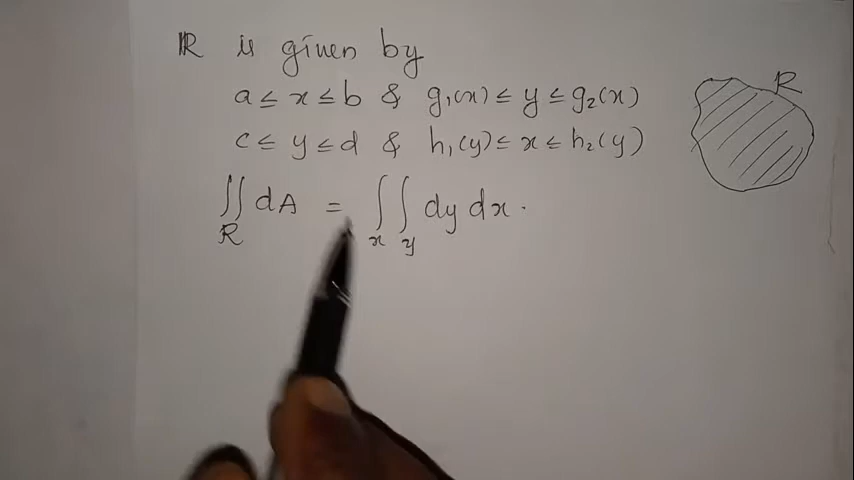 ℝ is given by
a ≤ x ≤ b & g₁(x) ≤ y ≤ g₂(x)
R
c ≤ y ≤ d & h₁(y) ≤ x ≤ h₂(y)
∬_R dA = ∫_x ∫_y dy dx .